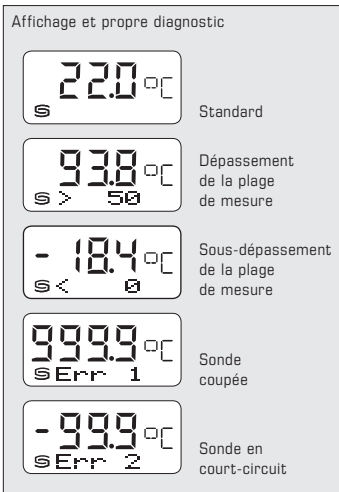 Affichage et propre diagnostic
22.0 °C
S
Standard
93.8 °C
S > 50
Dépassement
de la plage
de mesure
- 18.4 °C
S < 0
Sous-dépassement
de la plage
de mesure
999.9 °C
S Err 1
Sonde
coupée
- 99.9 °C
S Err 2
Sonde en
court-circuit